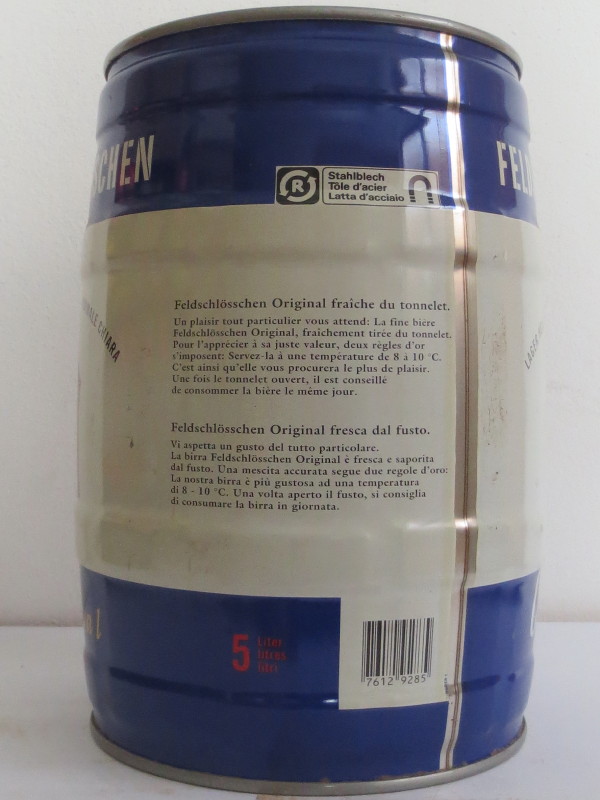 CHEN
FEL
R
Stahlblech
Tôle d'acier
Latta d'acciaio
CHIARA
LAGER
Feldschlösschen Original fraîche du tonnelet.
Un plaisir tout particulier vous attend: La fine bière
Feldschlösschen Original, fraîchement tirée du tonnelet.
Pour l'apprécier à sa juste valeur, deux règles d'or
s'imposent: Servez-la à une température de 8 à 10 °C.
C'est ainsi qu'elle vous procurera le plus de plaisir.
Une fois le tonnelet ouvert, il est conseillé
de consommer la bière le même jour.
Feldschlösschen Original fresca dal fusto.
Vi aspetta un gusto del tutto particolare.
La birra Feldschlösschen Original è fresca e saporita
dal fusto. Una mescita accurata segue due regole d'oro:
La nostra birra è più gustosa ad una temperatura
di 8 - 10 °C. Una volta aperto il fusto, si consiglia
di consumare la birra in giornata.
5 Liter
litres
litri
7612 9285